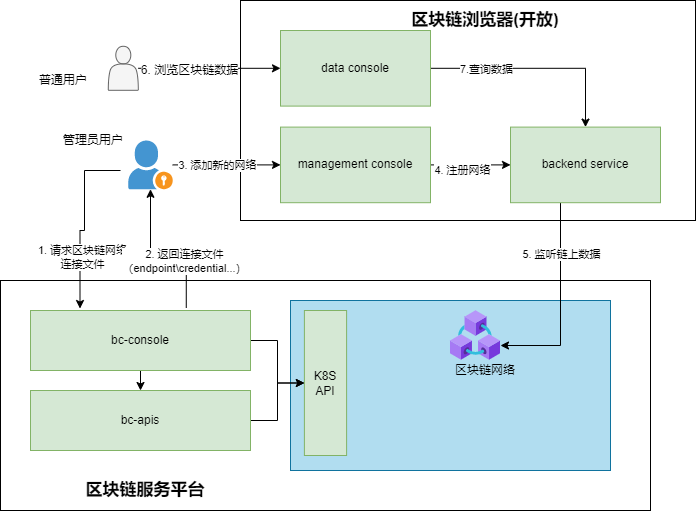 区块链浏览器(开放)
普通用户
6. 浏览区块链数据
data console
7.查询数据
管理员用户
3. 添加新的网络
management console
4. 注册网络
backend service
1. 请求区块链网络
连接文件
2. 返回连接文件
(endpoint\credential...)
5. 监听链上数据
bc-console
K8S
API
区块链网络
bc-apis
区块链服务平台